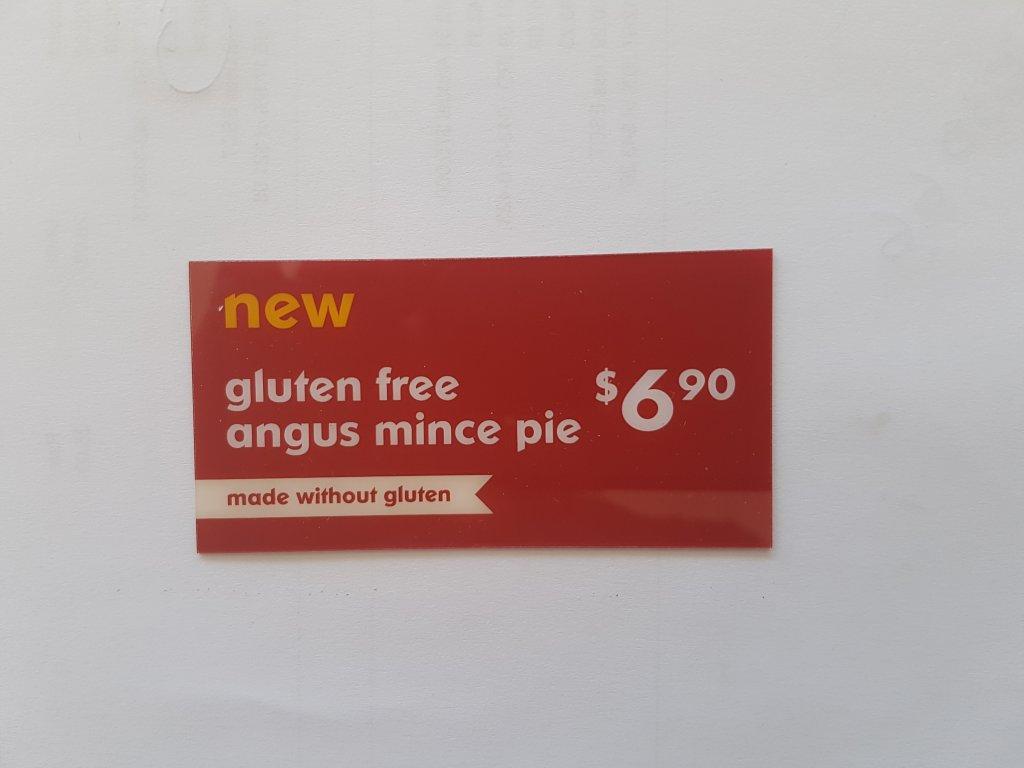 new
gluten free
angus mince pie
$6 90
made without gluten